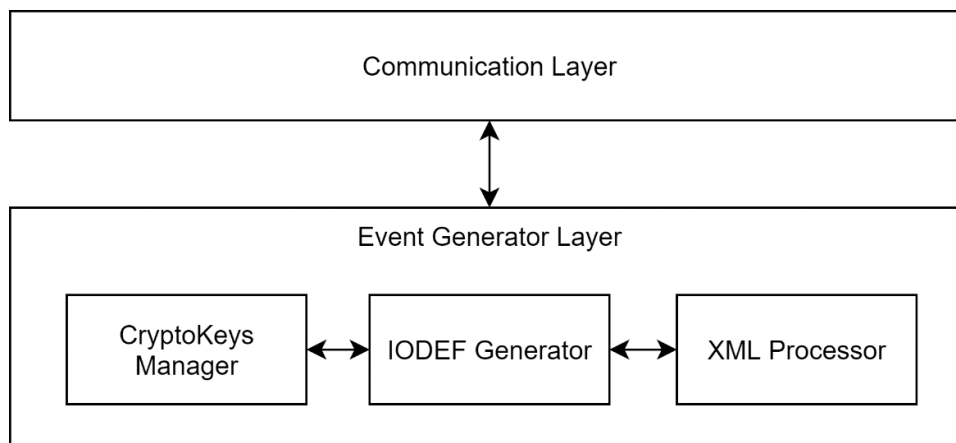 Communication Layer
Event Generator Layer
CryptoKeys
Manager
IODEF Generator
XML Processor